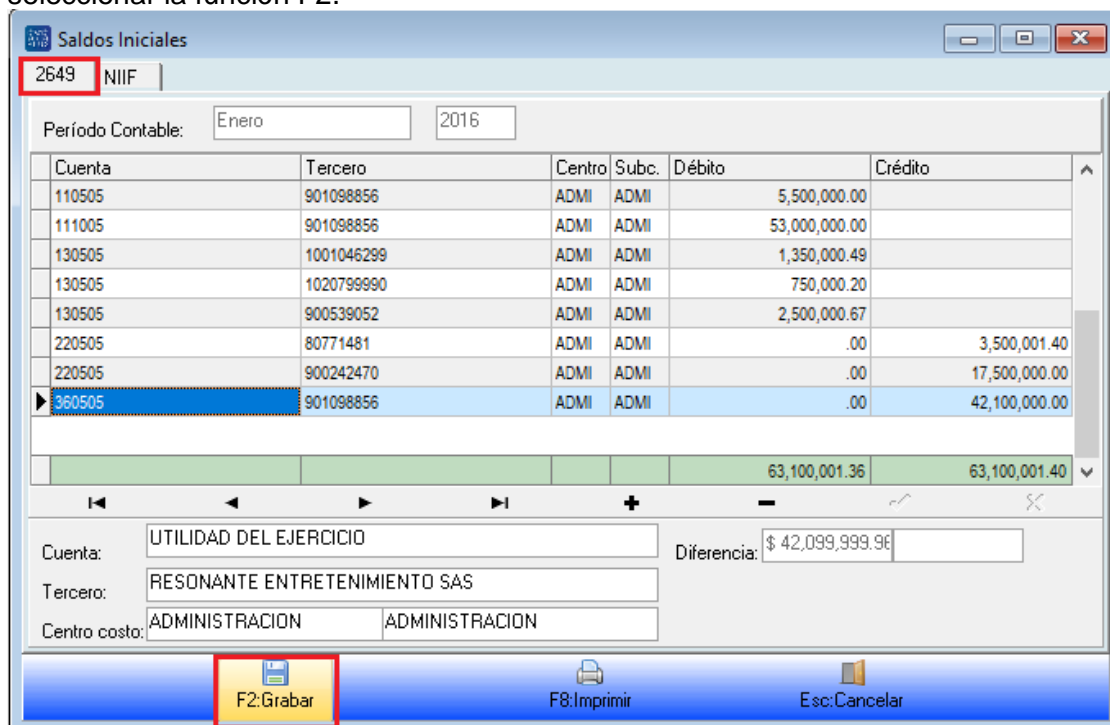 seleccionar la función F2.
Saldos Iniciales
2649 NIIF
Período Contable: Enero 2016
Cuenta Tercero Centro Subc. Débito Crédito
110505 901098856 ADMI ADMI 5,500,000.00
111005 901098856 ADMI ADMI 53,000,000.00
130505 1001046299 ADMI ADMI 1,350,000.49
130505 1020799990 ADMI ADMI 750,000.20
130505 900539052 ADMI ADMI 2,500,000.67
220505 80771481 ADMI ADMI .00 3,500,001.40
220505 900242470 ADMI ADMI .00 17,500,000.00
360505 901098856 ADMI ADMI .00 42,100,000.00
63,100,001.36 63,100,001.40
Cuenta: UTILIDAD DEL EJERCICIO Diferencia: $ 42,099,999.96
Tercero: RESONANTE ENTRETENIMIENTO SAS
Centro costo: ADMINISTRACION ADMINISTRACION
F2:Grabar F8:Imprimir Esc:Cancelar